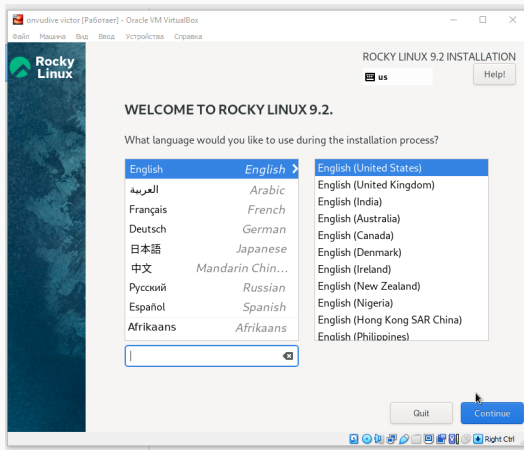 onvudive victor [Работает] - Oracle VM VirtualBox
Файл Машина Вид Ввод Устройства Справка
Rocky
Linux
ROCKY LINUX 9.2 INSTALLATION
us
Help!
WELCOME TO ROCKY LINUX 9.2.
What language would you like to use during the installation process?
English English
العربية Arabic
Français French
Deutsch German
日本語 Japanese
中文 Mandarin Chin...
Русский Russian
Español Spanish
Afrikaans Afrikaans
English (United States)
English (United Kingdom)
English (India)
English (Australia)
English (Canada)
English (Denmark)
English (Ireland)
English (New Zealand)
English (Nigeria)
English (Hong Kong SAR China)
English (Philippines)
Quit
Continue
Right Ctrl